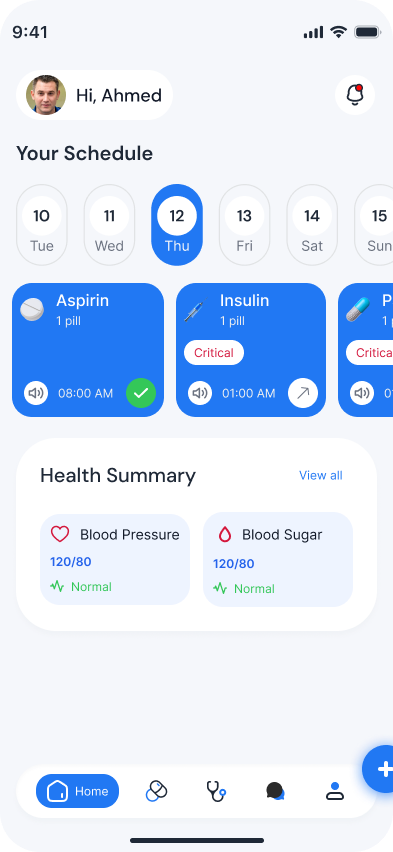 9:41
Hi, Ahmed
Your Schedule
10 11 12 13 14 15
Tue Wed Thu Fri Sat Sun
Aspirin
1 pill
08:00 AM
Insulin
1 pill
Critical
01:00 AM
Health Summary
View all
Blood Pressure
120/80
Normal
Blood Sugar
120/80
Normal
Home